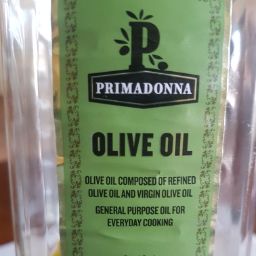 P
PRIMADONNA
OLIVE OIL
OLIVE OIL COMPOSED OF REFINED
OLIVE OIL AND VIRGIN OLIVE OIL
GENERAL PURPOSE OIL FOR
EVERYDAY COOKING